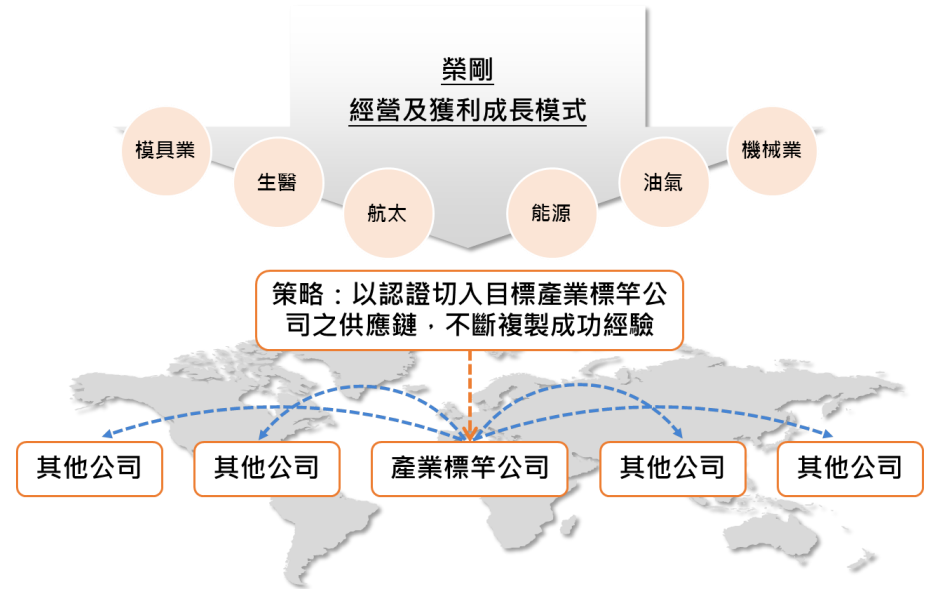 榮剛
經營及獲利成長模式
模具業
生醫
航太
能源
油氣
機械業
策略：以認證切入目標產業標竿公
司之供應鏈，不斷複製成功經驗
其他公司
其他公司
產業標竿公司
其他公司
其他公司